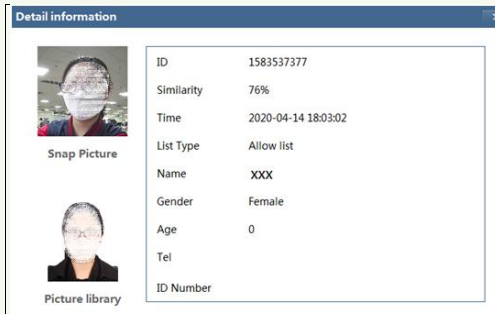 Detail information
ID 1583537377
Similarity 76%
Time 2020-04-14 18:03:02
Snap Picture
List Type Allow list
Name XXX
Gender Female
Age 0
Tel
ID Number
Picture library